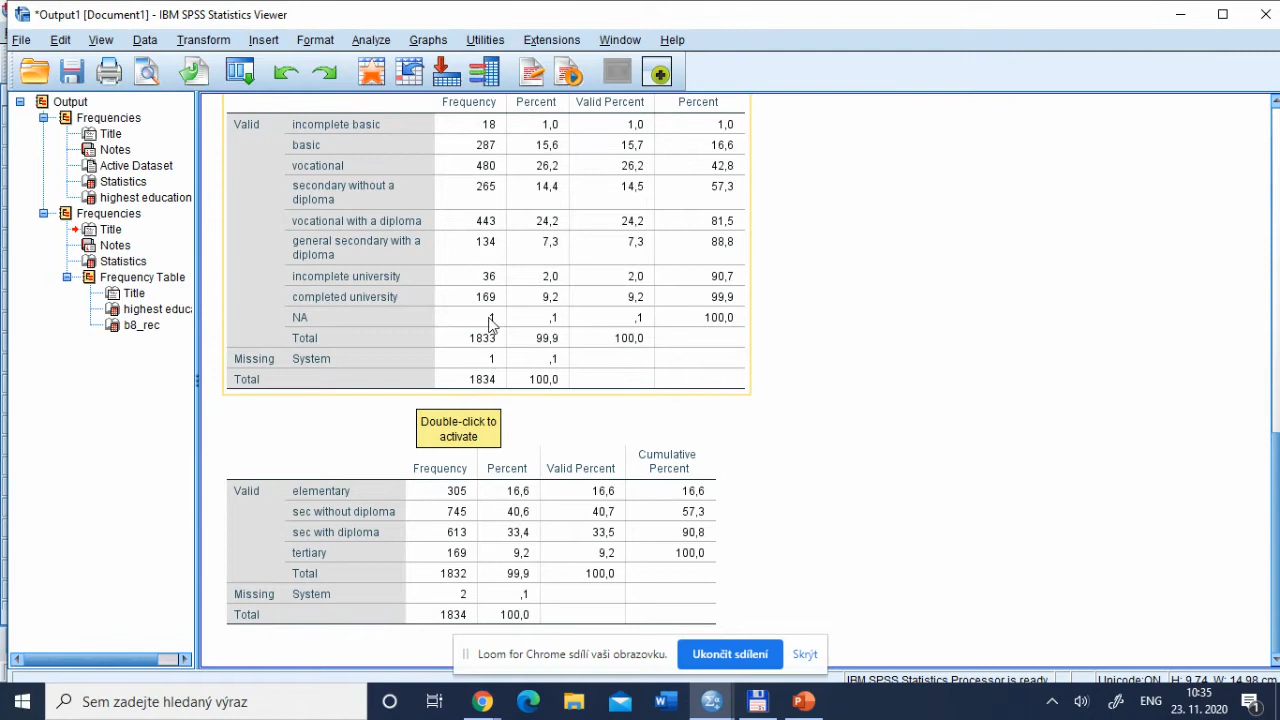 *Output1 [Document1] - IBM SPSS Statistics Viewer
File Edit View Data Transform Insert Format Analyze Graphs Utilities Extensions Window Help
Output
Frequencies
Title
Notes
Active Dataset
Statistics
highest education
Frequencies
Title
Notes
Statistics
Frequency Table
Title
highest educ
b8_rec
Frequency Percent Valid Percent Percent
Valid incomplete basic 18 1,0 1,0 1,0
basic 287 15,6 15,7 16,6
vocational 480 26,2 26,2 42,8
secondary without a 265 14,4 14,5 57,3
diploma
vocational with a diploma 443 24,2 24,2 81,5
general secondary with a 134 7,3 7,3 88,8
diploma
incomplete university 36 2,0 2,0 90,7
completed university 169 9,2 9,2 99,9
NA 1 ,1 ,1 100,0
Total 1833 99,9 100,0
Missing System 1 ,1
Total 1834 100,0
Double-click to
activate
Cumulative
Frequency Percent Valid Percent Percent
Valid elementary 305 16,6 16,6 16,6
sec without diploma 745 40,6 40,7 57,3
sec with diploma 613 33,4 33,5 90,8
tertiary 169 9,2 9,2 100,0
Total 1832 99,9 100,0
Missing System 2 ,1
Total 1834 100,0
Loom for Chrome sdílí vaši obrazovku. Ukončit sdílení Skrýt
IBM SPSS Statistics Processor is ready Unicode:ON H: 9,74, W: 14,98 cm
Sem zadejte hledaný výraz
ENG
10:35
23. 11. 2020
1